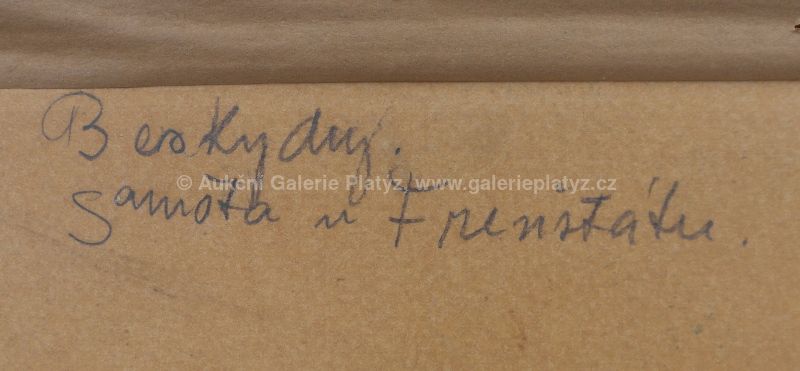 Beskydy.
© Aukční Galerie Platýz, www.galerieplatyz.cz
Samota u Frenštátu.